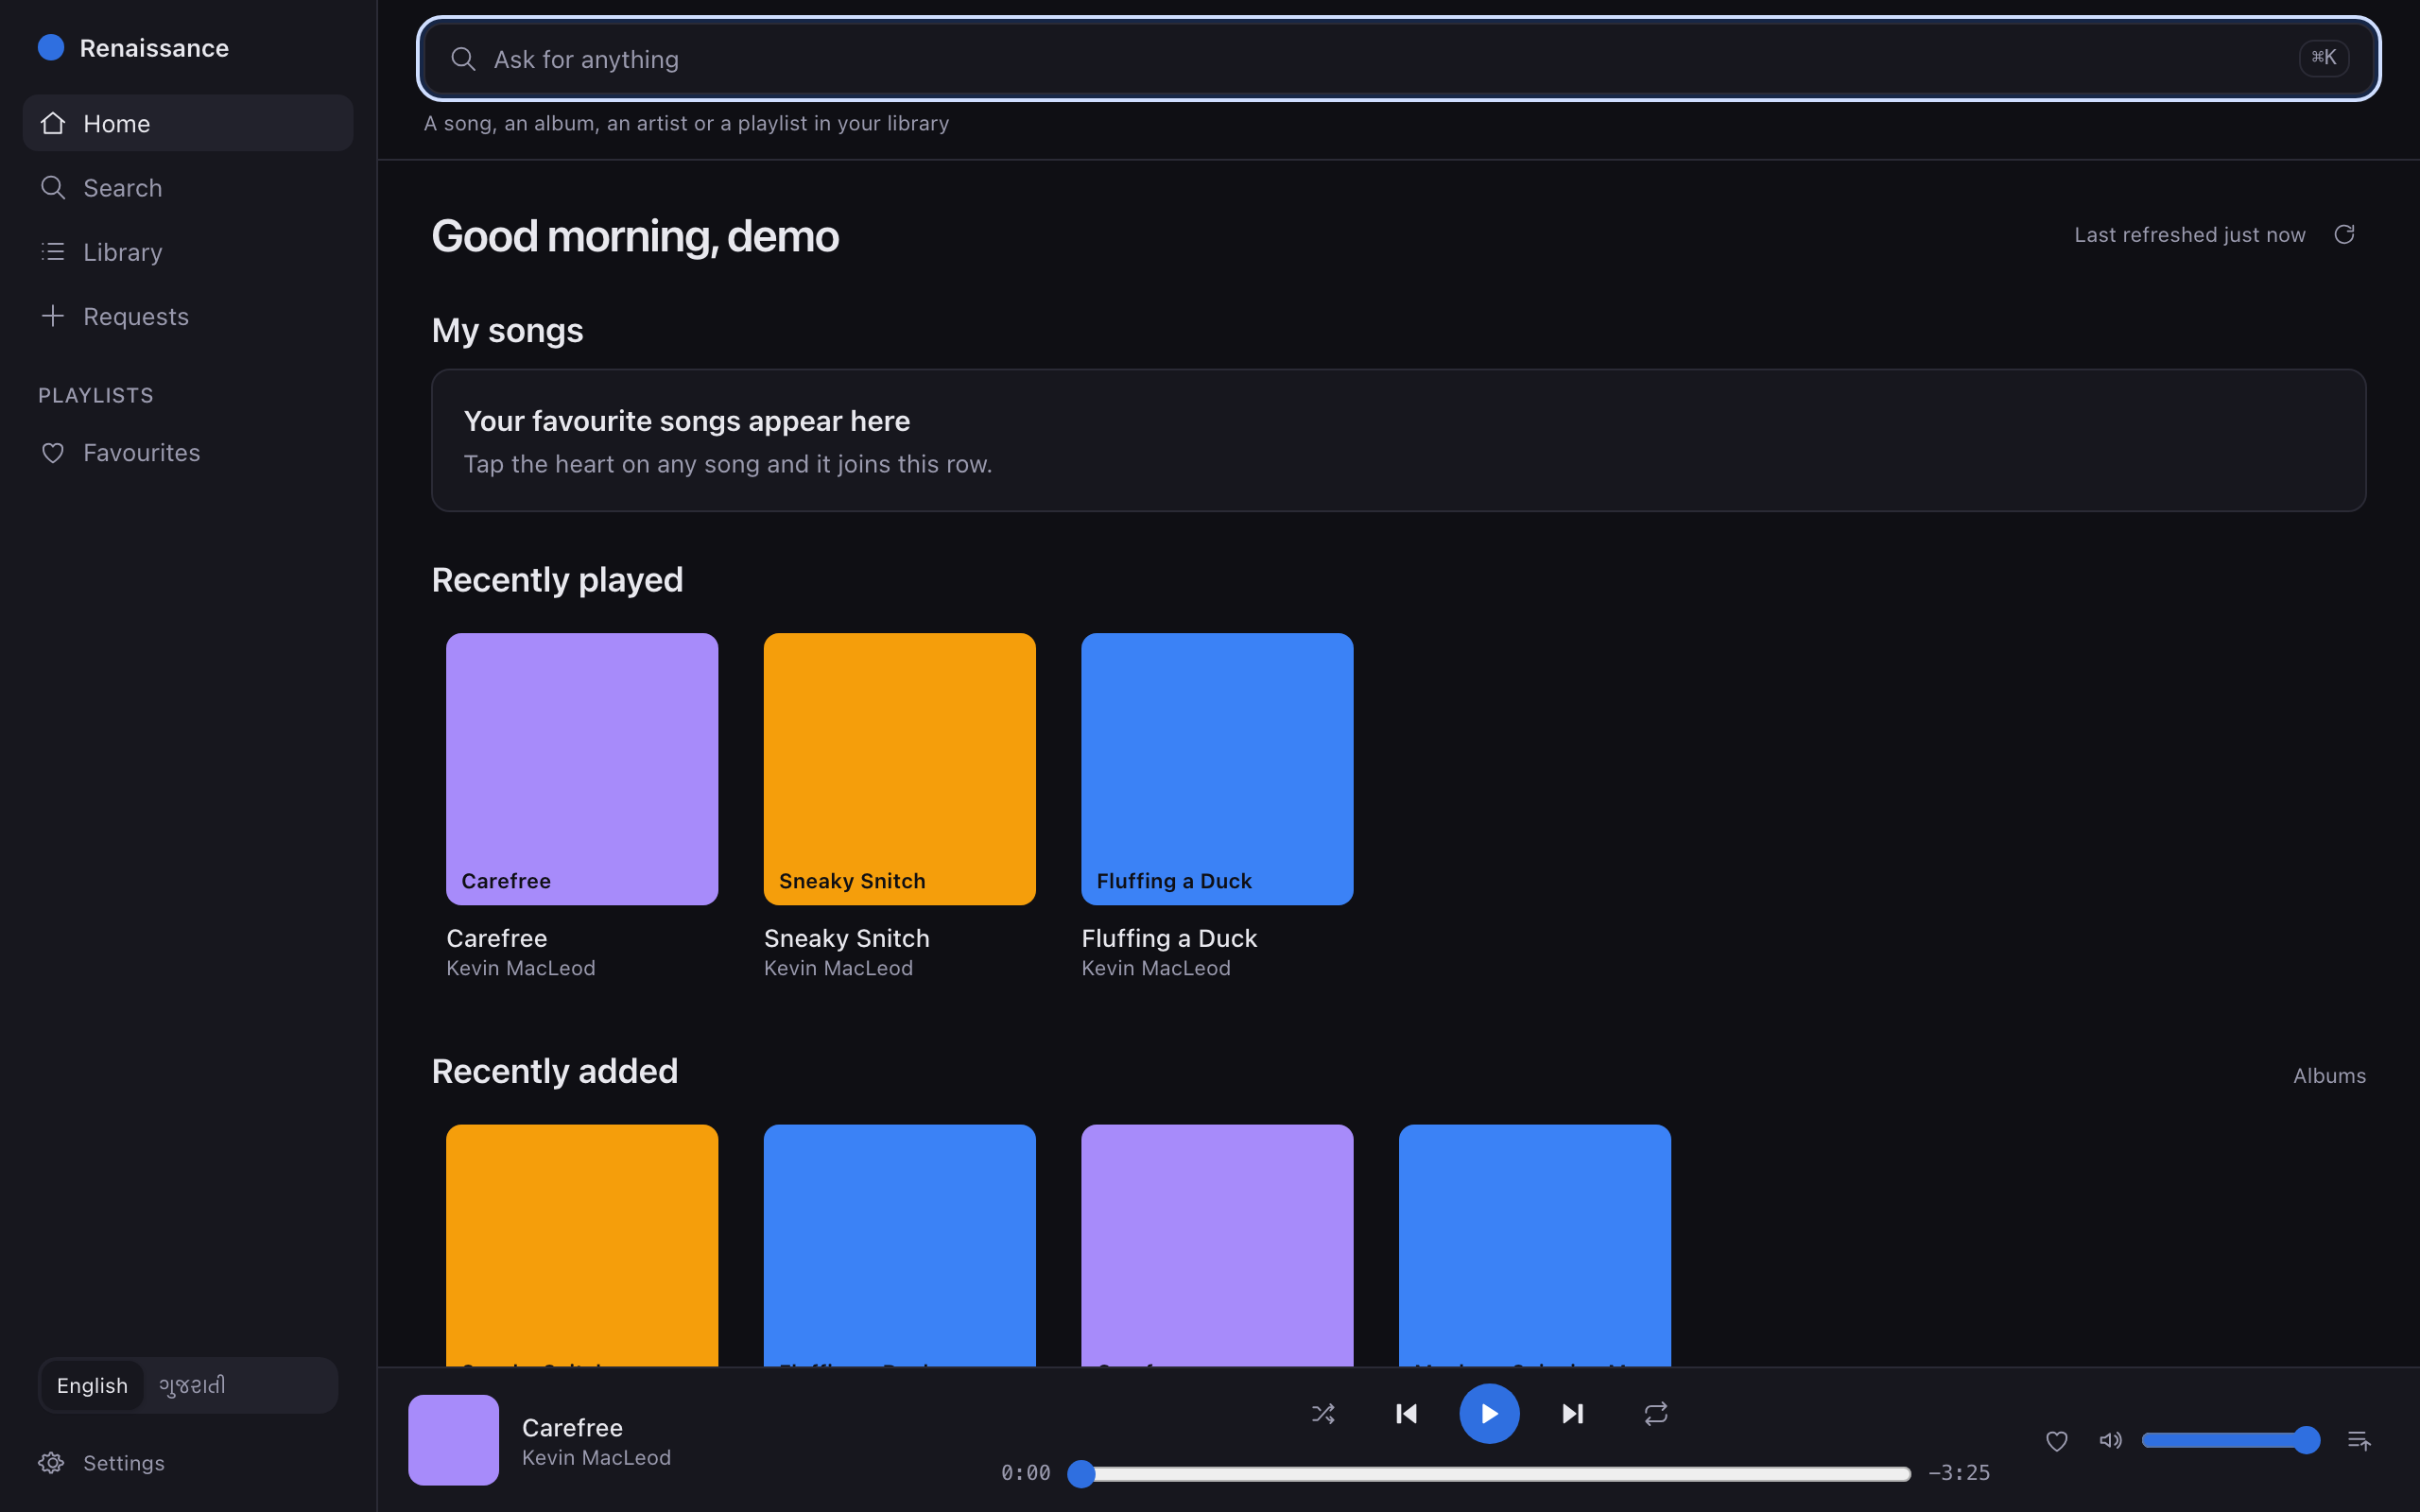 Renaissance
Home
Search
Library
Requests
PLAYLISTS
Favourites
English
ગુજરાતી
Settings
Ask for anything
⌘K
A song, an album, an artist or a playlist in your library
Good morning, demo
Last refreshed just now
My songs
Your favourite songs appear here
Tap the heart on any song and it joins this row.
Recently played
Carefree
Sneaky Snitch
Fluffing a Duck
Carefree
Kevin MacLeod
Sneaky Snitch
Kevin MacLeod
Fluffing a Duck
Kevin MacLeod
Recently added
Albums
Carefree
Kevin MacLeod
0:00
−3:25